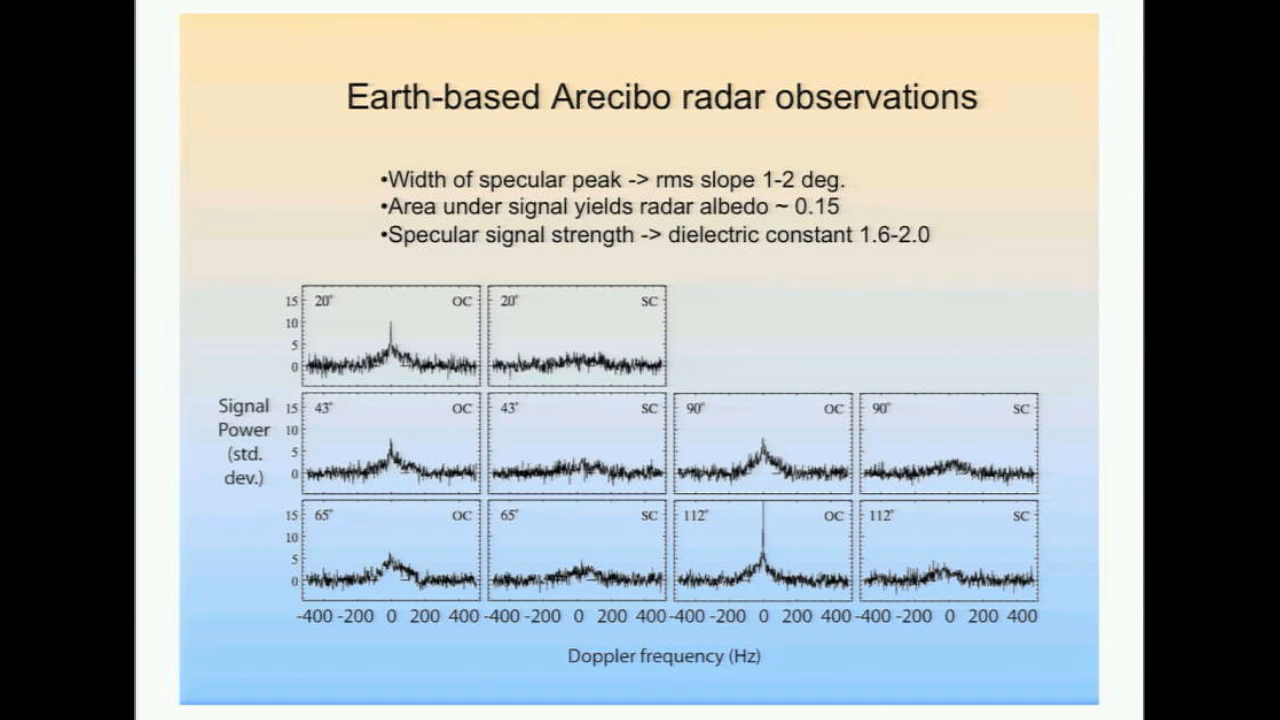 Earth-based Arecibo radar observations
•Width of specular peak -> rms slope 1-2 deg.
•Area under signal yields radar albedo ~ 0.15
•Specular signal strength -> dielectric constant 1.6-2.0
15 20° OC 20° SC
10
5
0
Signal Power (std. dev.)
15 43° OC 43° SC 90° OC 90° SC
10
5
0
15 65° OC 65° SC 112° OC 112° SC
10
5
0
-400 -200 0 200 400 -400 -200 0 200 400 -400 -200 0 200 400 -400 -200 0 200 400
Doppler frequency (Hz)